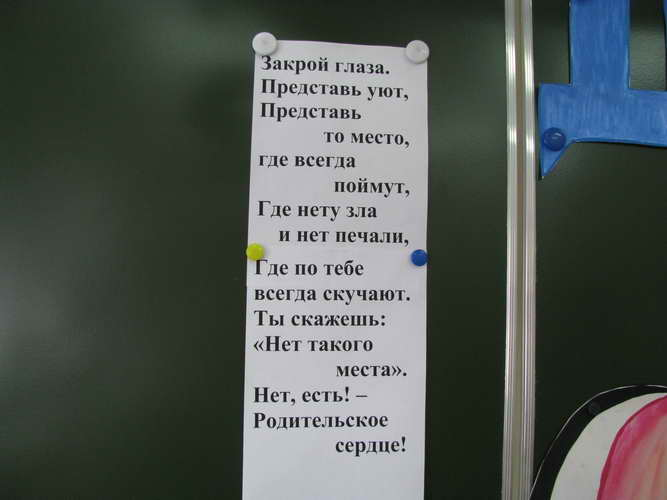 Закрой глаза.
Представь уют,
Представь
то место,
где всегда
поймут,
Где нету зла
и нет печали,
Где по тебе
всегда скучают.
Ты скажешь:
«Нет такого
места».
Нет, есть! –
Родительское
сердце!